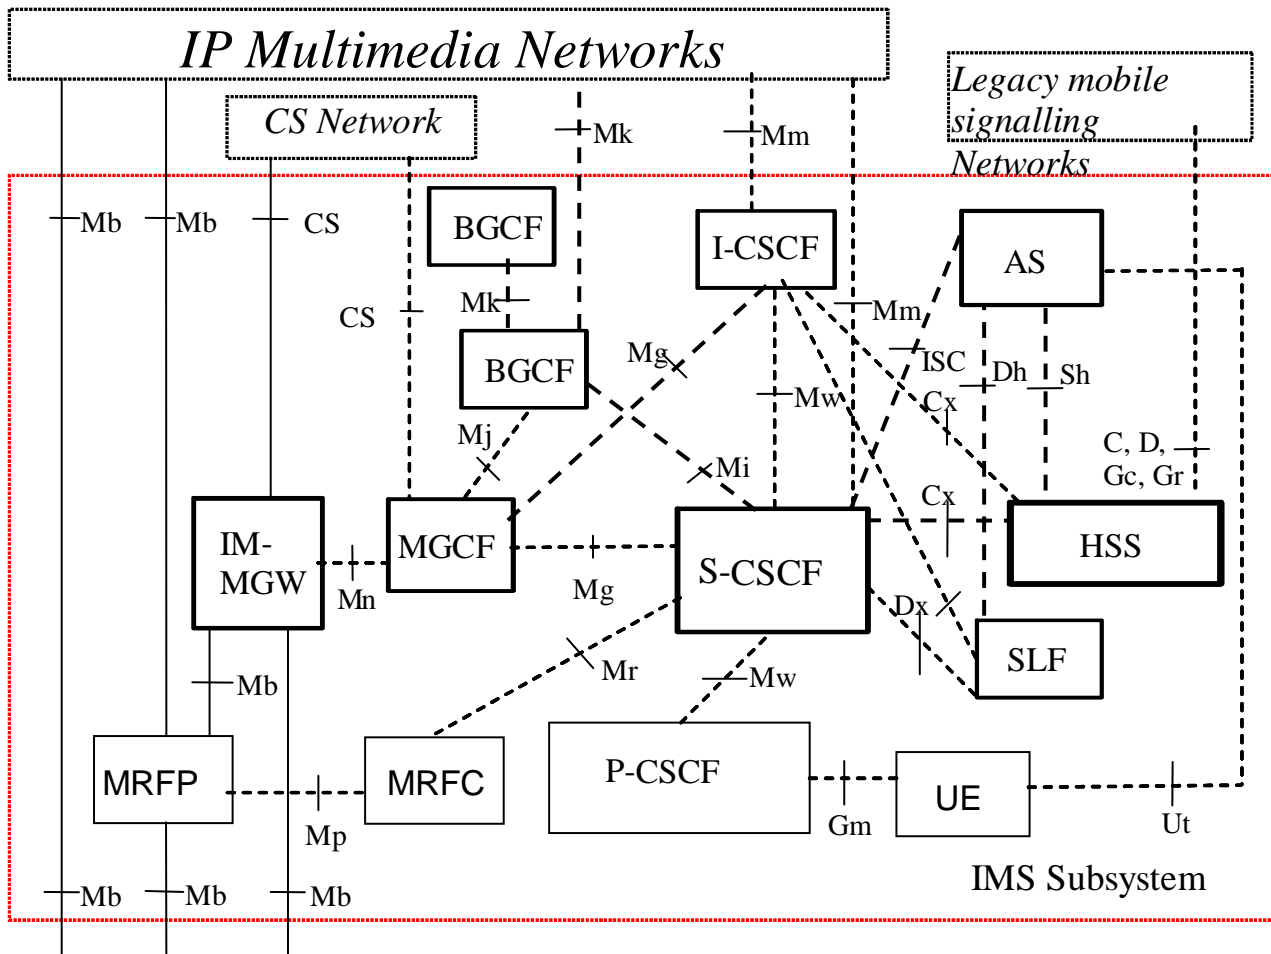 IP Multimedia Networks
Legacy mobile
signalling
Networks
CS Network
Mk
Mm
Mb
Mb
CS
BGCF
I-CSCF
AS
Mk
CS
Mm
BGCF
Mg
ISC
Dh
Sh
Mw
Cx
Mj
Mi
C, D,
Gc, Gr
Cx
IM-
MGW
MGCF
S-CSCF
HSS
Mn
Mg
Dx
SLF
Mr
Mw
Mb
MRFP
MRFC
P-CSCF
UE
Mp
Gm
Ut
IMS Subsystem
Mb
Mb
Mb